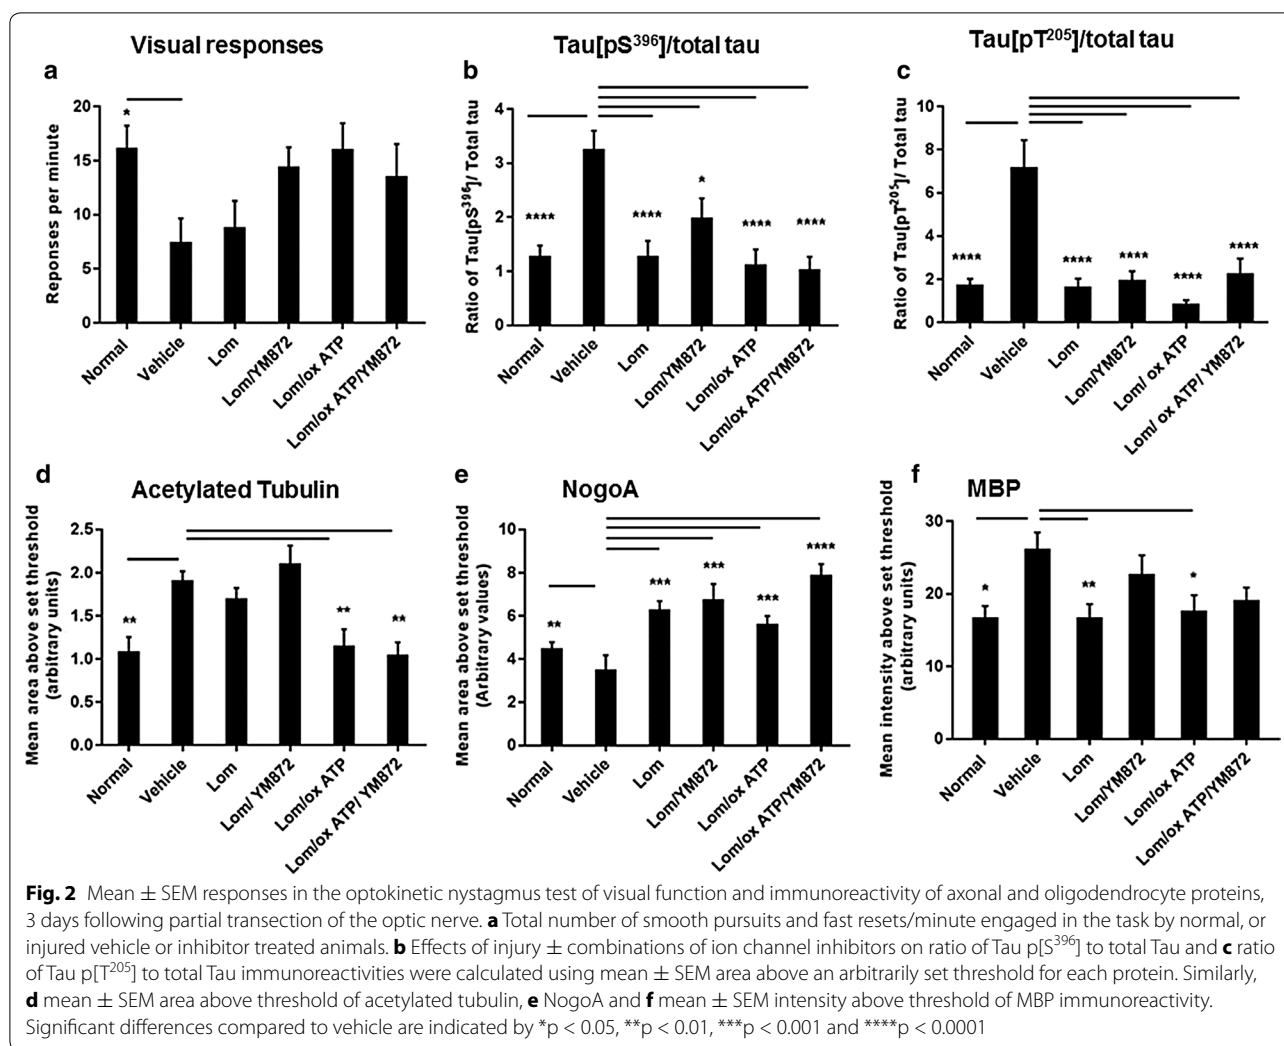 Visual responses
a
Reponses per minute
20
15
10
5
0
*
Normal
Vehicle
Lom
Lom/YM872
Lom/ox ATP
Lom/ox ATP/YM872
Tau[pS396]/total tau
b
Ratio of Tau[pS396]/ Total tau
4
3
2
1
0
****
****
*
****
****
Normal
Vehicle
Lom
Lom/YM872
Lom/ox ATP
Lom/ox ATP/YM872
Tau[pT205]/total tau
c
Ratio of Tau[pT205]/ Total tau
10
8
6
4
2
0
****
****
****
****
****
Normal
Vehicle
Lom
Lom/YM872
Lom/ ox ATP
Lom/ ox ATP/ YM872
d
Acetylated Tubulin
Mean area above set threshold
(arbitrary units)
2.5
2.0
1.5
1.0
0.5
0.0
**
**
**
Normal
Vehicle
Lom
Lom/ YM872
Lom/ox ATP
Lom/ox ATP/ YM872
e
NogoA
Mean area above set threshold
(Arbitrary values)
10
8
6
4
2
0
**
***
***
***
****
Normal
Vehicle
Lom
Lom/YM872
Lom/ox ATP
Lom/ox ATP/YM872
f
MBP
Mean intensity above set threshold
(arbitrary units)
30
20
10
0
*
**
*
Normal
Vehicle
Lom
Lom/YM872
Lom/ox ATP
Lom/ox ATP/YM872
Fig. 2 Mean ± SEM responses in the optokinetic nystagmus test of visual function and immunoreactivity of axonal and oligodendrocyte proteins,
3 days following partial transection of the optic nerve. a Total number of smooth pursuits and fast resets/minute engaged in the task by normal, or
injured vehicle or inhibitor treated animals. b Effects of injury ± combinations of ion channel inhibitors on ratio of Tau p[S396] to total Tau and c ratio
of Tau p[T205] to total Tau immunoreactivities were calculated using mean ± SEM area above an arbitrarily set threshold for each protein. Similarly,
d mean ± SEM area above threshold of acetylated tubulin, e NogoA and f mean ± SEM intensity above threshold of MBP immunoreactivity.
Significant differences compared to vehicle are indicated by *p < 0.05, **p < 0.01, ***p < 0.001 and ****p < 0.0001